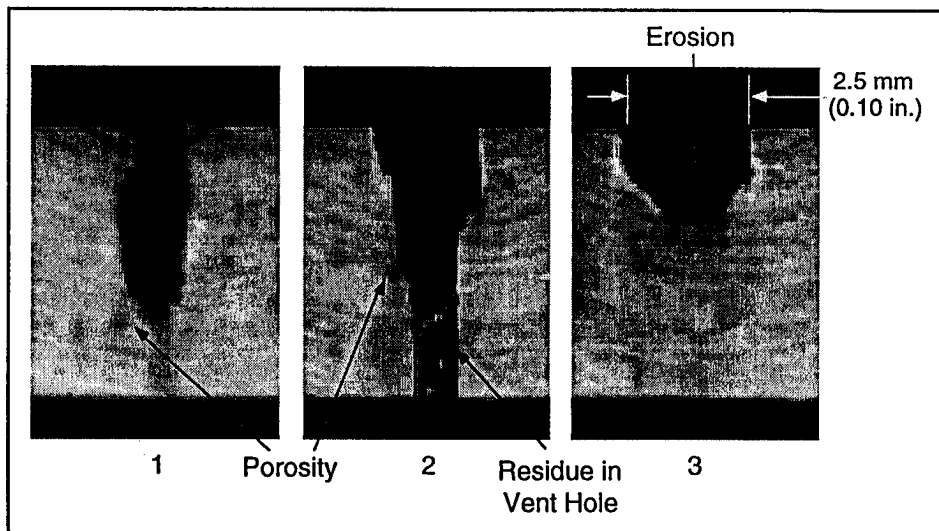 Erosion
2.5 mm
(0.10 in.)
1
Porosity
2
Residue in
Vent Hole
3